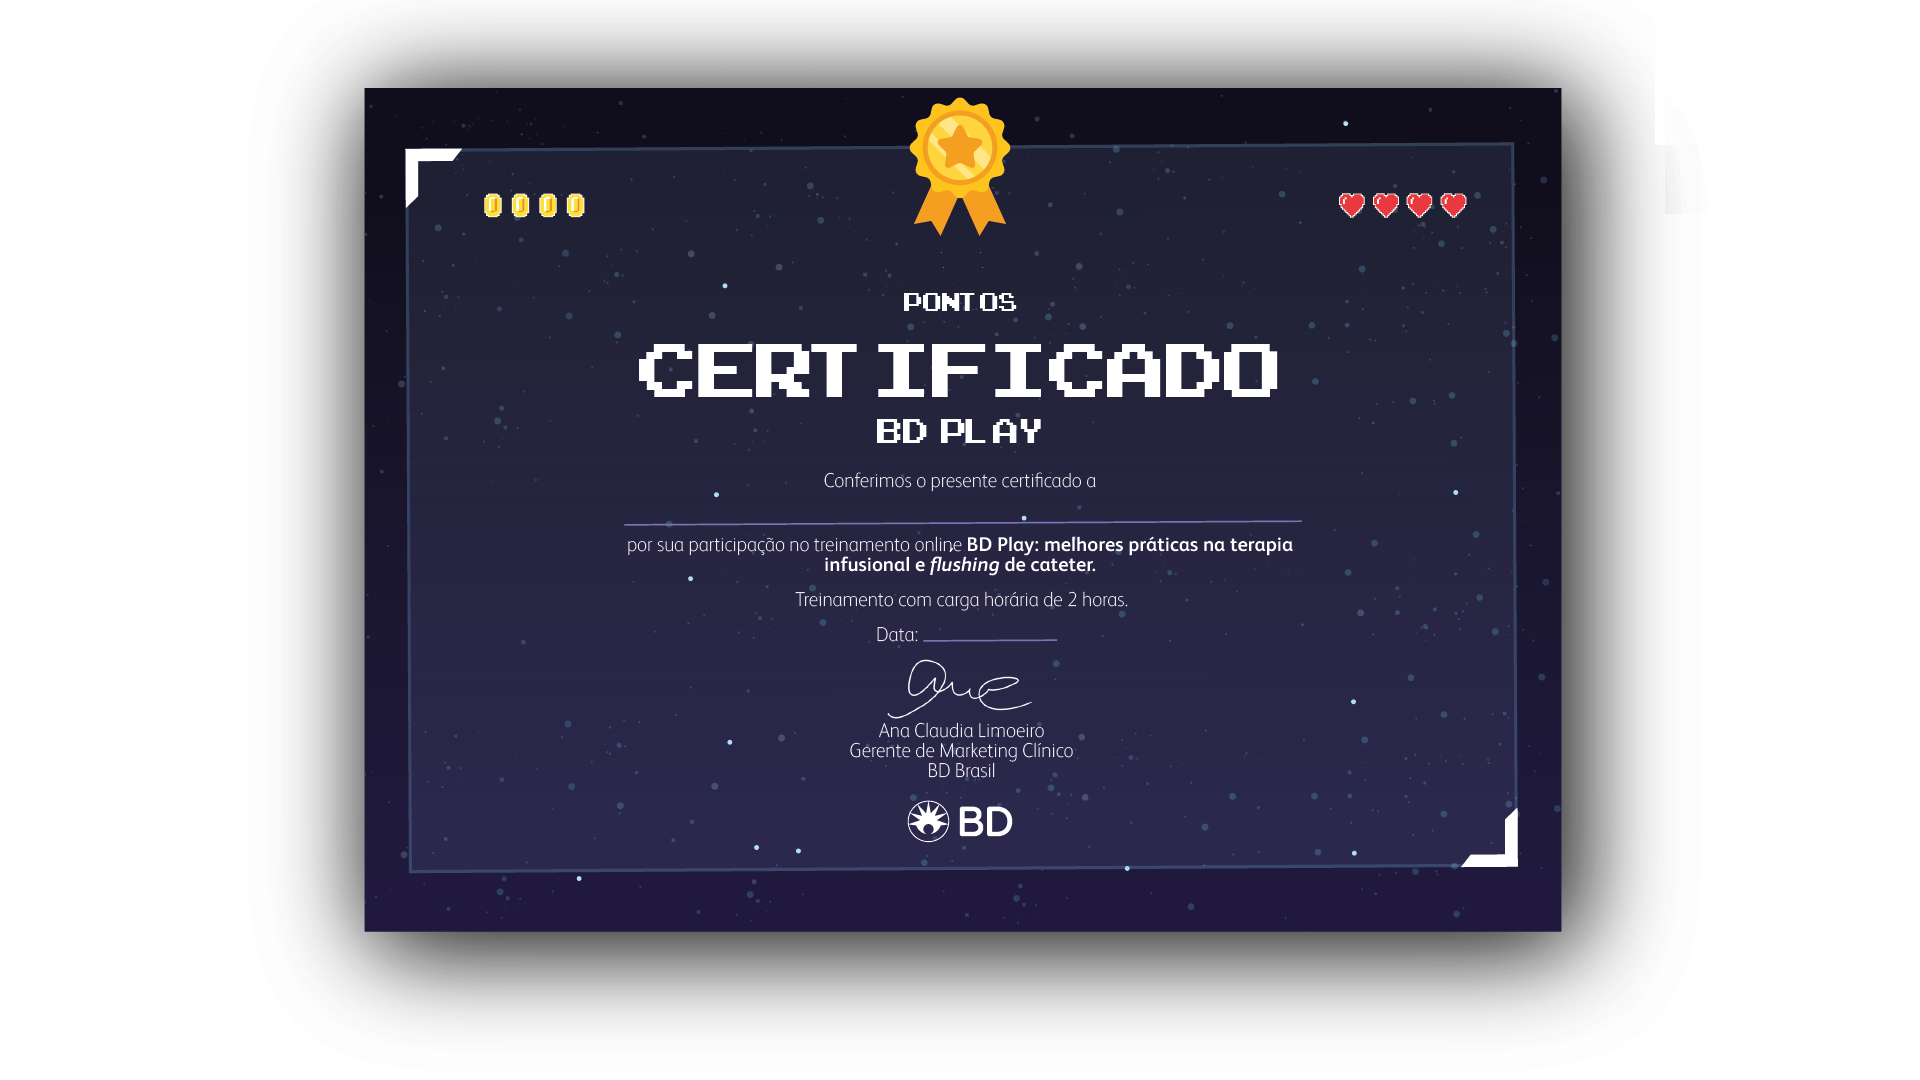 PONTOS
CERTIFICADO
BD PLAY
Conferimos o presente certificado a
por sua participação no treinamento online BD Play: melhores práticas na terapia
infusional e flushing de cateter.
Treinamento com carga horária de 2 horas.
Data:
Ana Claudia Limoeiro
Gerente de Marketing Clínico
BD Brasil
BD